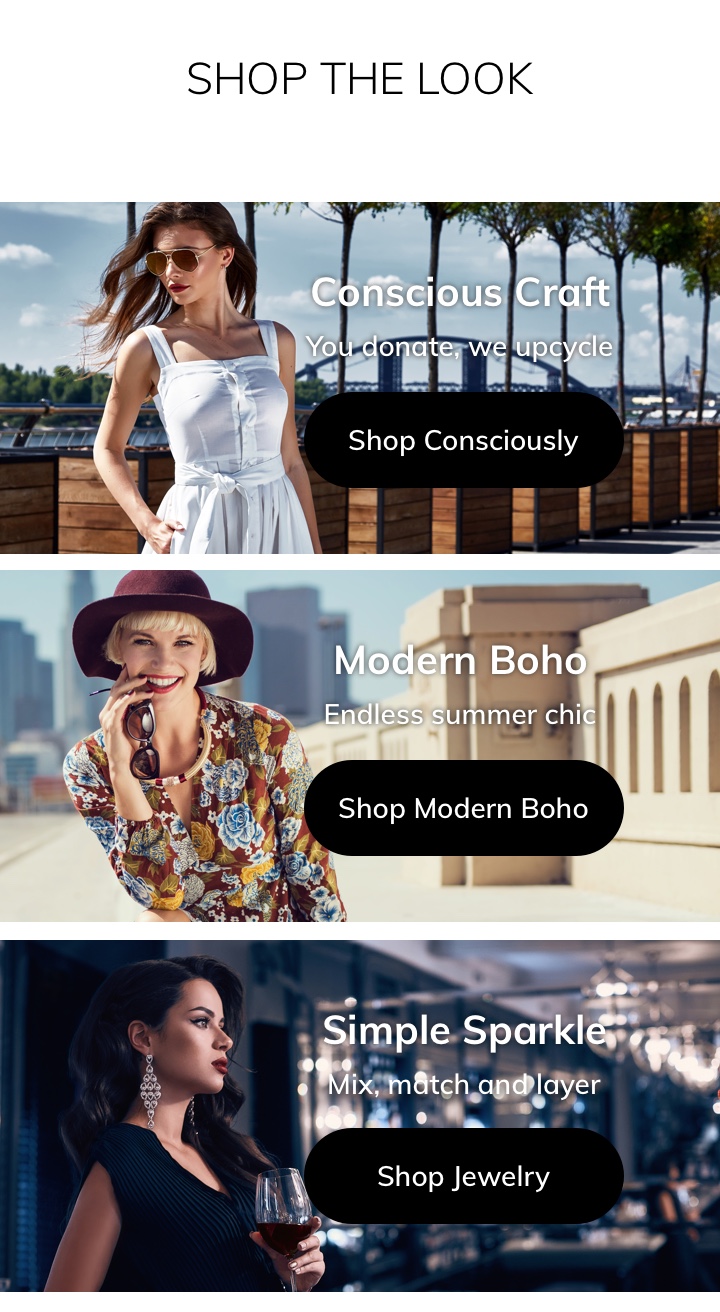 SHOP THE LOOK
Conscious Craft
You donate, we upcycle
Shop Consciously
Modern Boho
Endless summer chic
Shop Modern Boho
Simple Sparkle
Mix, match and layer
Shop Jewelry